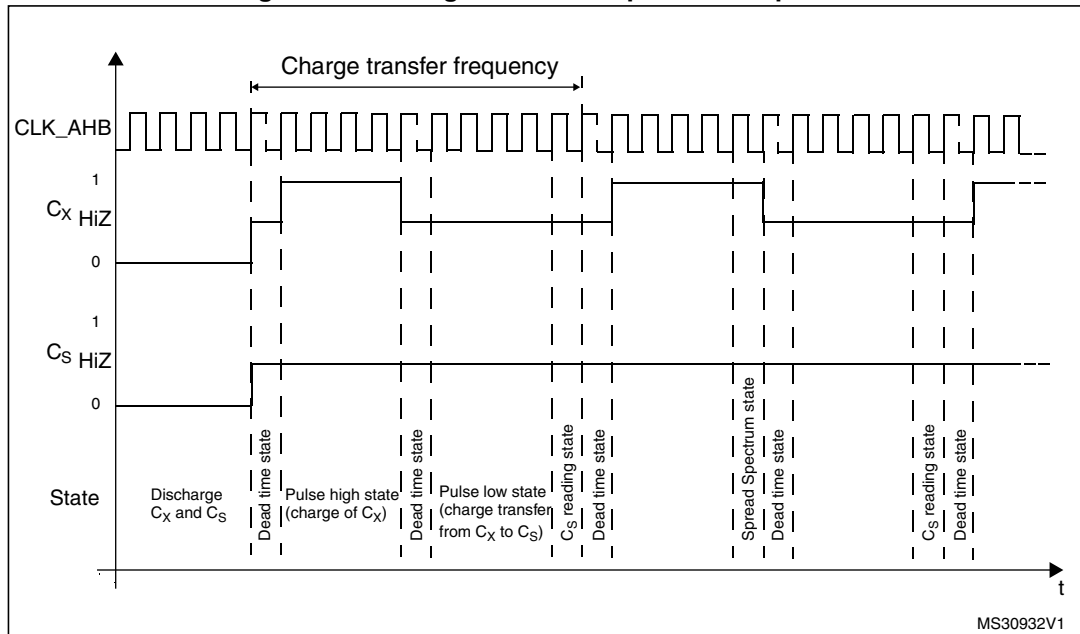 Charge transfer frequency
CLK_AHB
1
CX HiZ
0
1
CS HiZ
0
State
Discharge
CX and CS
Dead time state
Pulse high state
(charge of CX)
Dead time state
Pulse low state
(charge transfer
from CX to CS)
CS reading state
Dead time state
Spread Spectrum state
Dead time state
CS reading state
Dead time state
t
MS30932V1